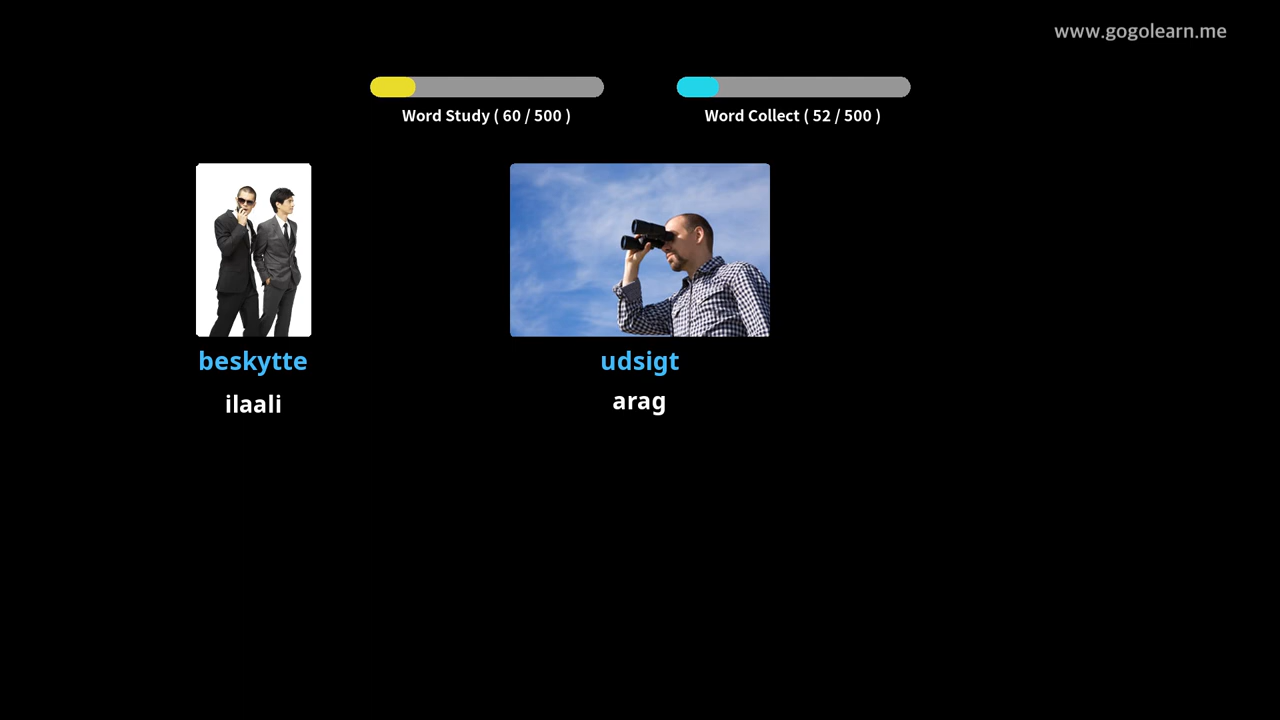 www.gogolearn.me
Word Study ( 60 / 500 )
Word Collect ( 52 / 500 )
beskytte
ilaali
udsigt
arag